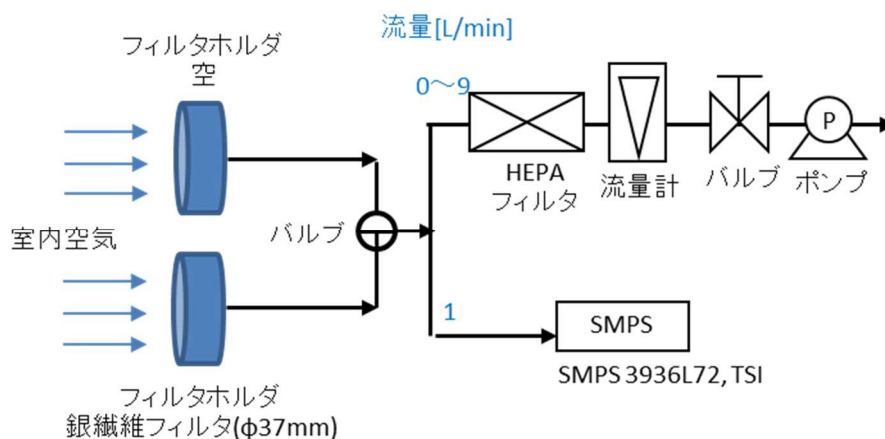 流量[L/min]
フィルタホルダ
空
0～9
P
HEPA
フィルタ
流量計
バルブ
ポンプ
バルブ
室内空気
1
SMPS
SMPS 3936L72, TSI
フィルタホルダ
銀繊維フィルタ(ф37mm)